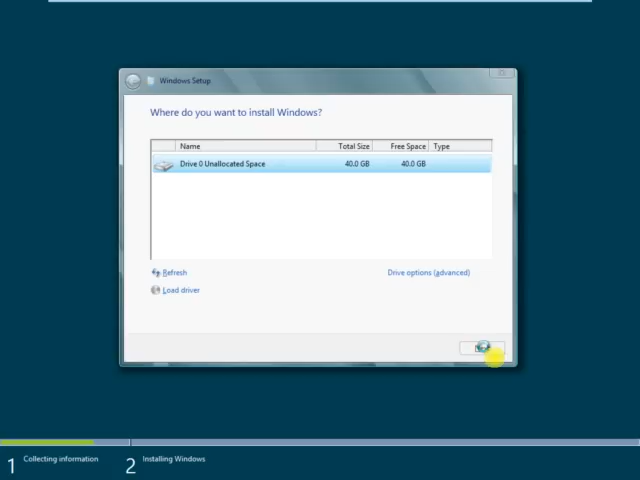 Windows Setup
Where do you want to install Windows?
Name Total Size Free Space Type
Drive 0 Unallocated Space 40.0 GB 40.0 GB
Refresh Drive options (advanced)
Load driver
1 Collecting information 2 Installing Windows